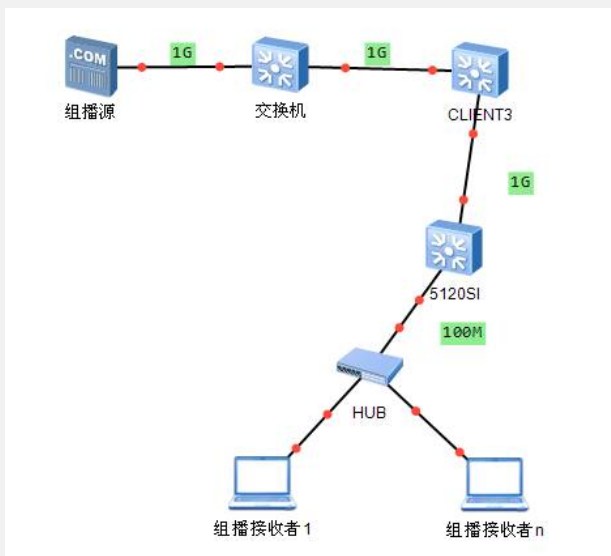 .COM
1G
1G
组播源
交换机
CLIENT3
1G
5120SI
100M
HUB
组播接收者1
组播接收者n